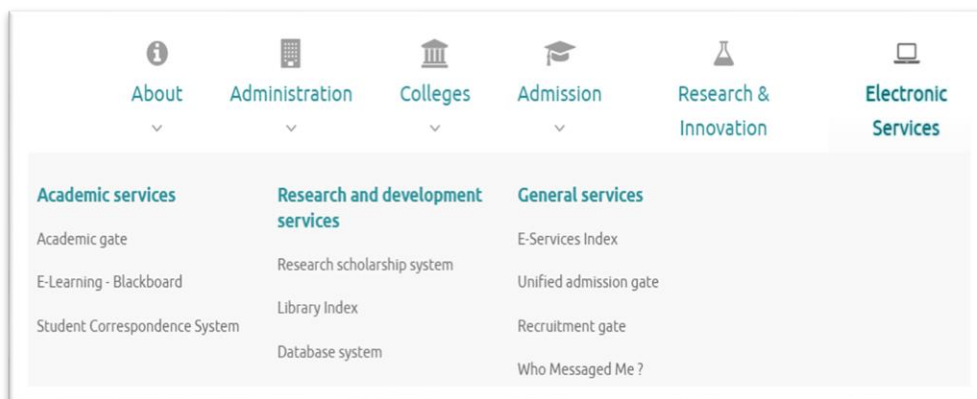 About
Administration
Colleges
Admission
Research &
Innovation
Electronic
Services
Academic services
Academic gate
E-Learning - Blackboard
Student Correspondence System
Research and development
services
Research scholarship system
Library Index
Database system
General services
E-Services Index
Unified admission gate
Recruitment gate
Who Messaged Me ?